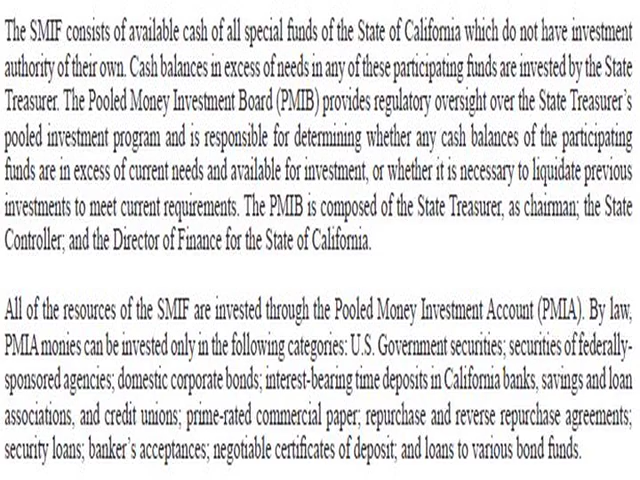 The SMIF consists of available cash of all special funds of the State of California which do not have investment
authority of their own. Cash balances in excess of needs in any of these participating funds are invested by the State
Treasurer. The Pooled Money Investment Board (PMIB) provides regulatory oversight over the State Treasurer's
pooled investment program and is responsible for determining whether any cash balances of the participating
funds are in excess of current needs and available for investment, or whether it is necessary to liquidate previous
investments to meet current requirements. The PMIB is composed of the State Treasurer, as chairman; the State
Controller; and the Director of Finance for the State of California.
All of the resources of the SMIF are invested through the Pooled Money Investment Account (PMIA). By law,
PMIA monies can be invested only in the following categories: U.S. Government securities; securities of federally-
sponsored agencies; domestic corporate bonds; interest-bearing time deposits in California banks, savings and loan
associations, and credit unions; prime-rated commercial paper; repurchase and reverse repurchase agreements;
security loans; banker's acceptances; negotiable certificates of deposit; and loans to various bond funds.